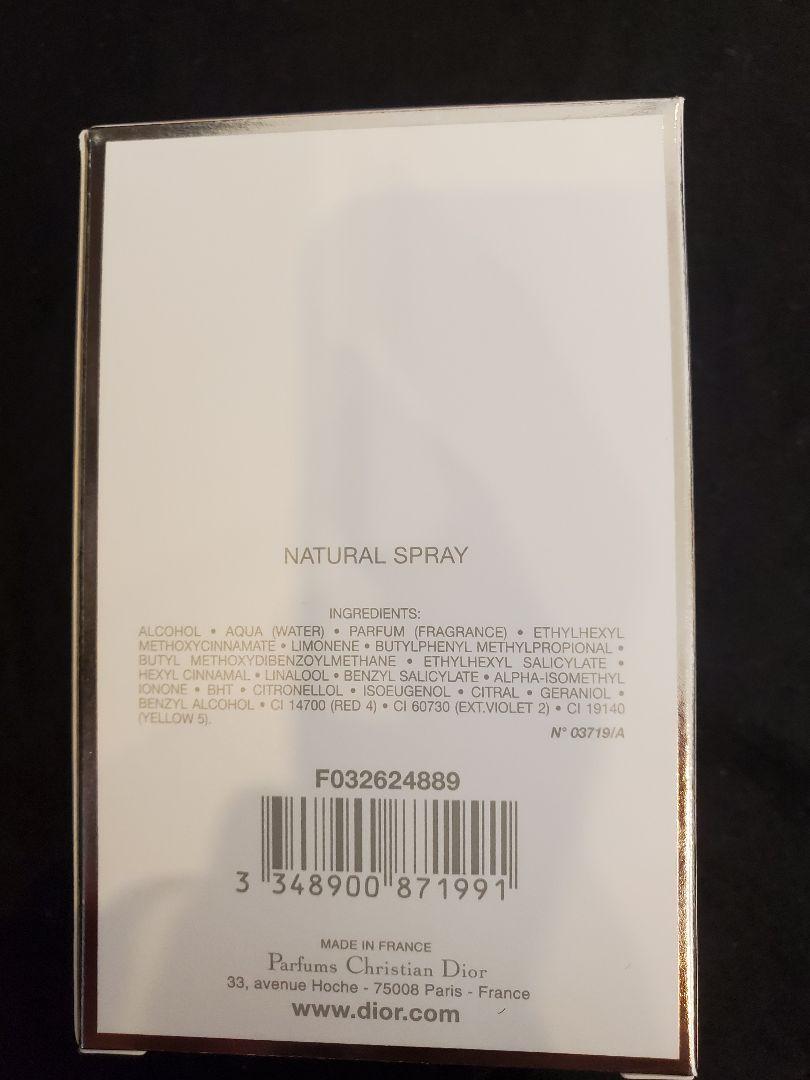 NATURAL SPRAY
INGREDIENTS:
ALCOHOL • AQUA (WATER) • PARFUM (FRAGRANCE) • ETHYLHEXYL
METHOXYCINNAMATE • LIMONENE • BUTYLPHENYL METHYLPROPIONAL •
BUTYL METHOXYDIBENZOYLMETHANE • ETHYLHEXYL SALICYLATE •
HEXYL CINNAMAL • LINALOOL • BENZYL SALICYLATE • ALPHA-ISOMETHYL
IONONE • BHT • CITRONELLOL • ISOEUGENOL • CITRAL • GERANIOL •
BENZYL ALCOHOL • CI 14700 (RED 4) • CI 60730 (EXT.VIOLET 2) • CI 19140
(YELLOW 5).
N° 03719/A
F032624889
3 348900 871991
MADE IN FRANCE
Parfums Christian Dior
33, avenue Hoche - 75008 Paris - France
www.dior.com